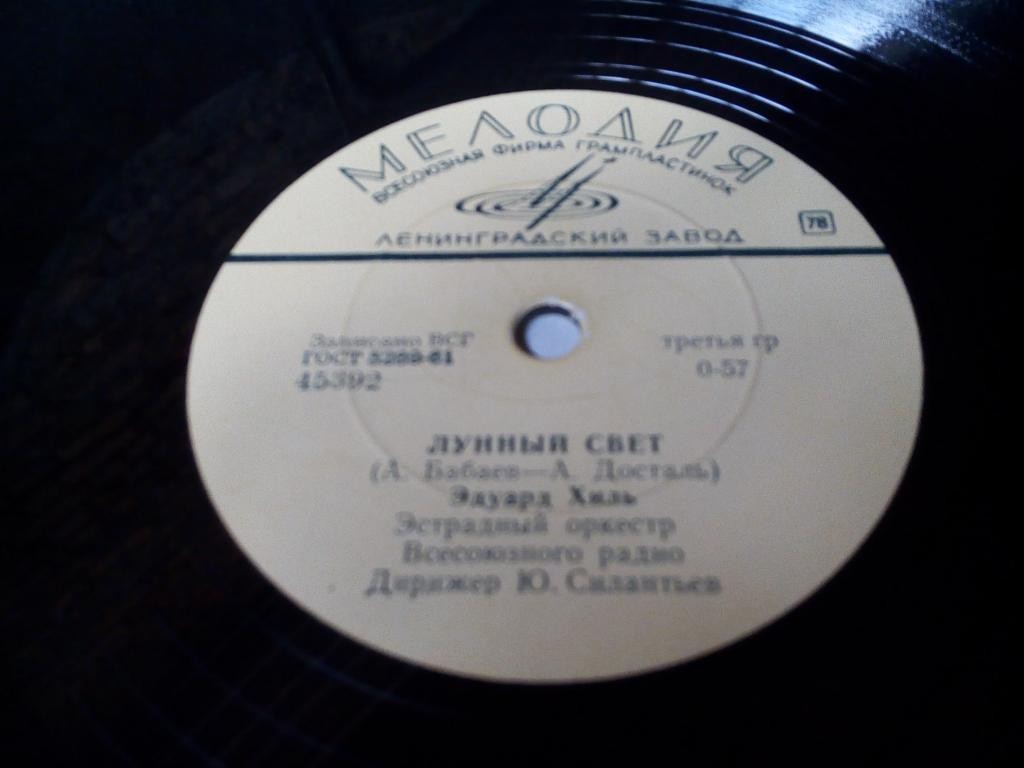 МЕЛОДИЯ
ВСЕСОЮЗНАЯ ФИРМА ГРАМПЛАСТИНОК
ЛЕНИНГРАДСКИЙ ЗАВОД
78
Записано ВСГ
ГОСТ 5289-61
45392
третья гр
0-57
ЛУННЫЙ СВЕТ
(А. Бабаев—А. Досталь)
Эдуард Хиль
Эстрадный оркестр
Всесоюзного радио
Дирижер Ю. Силантьев